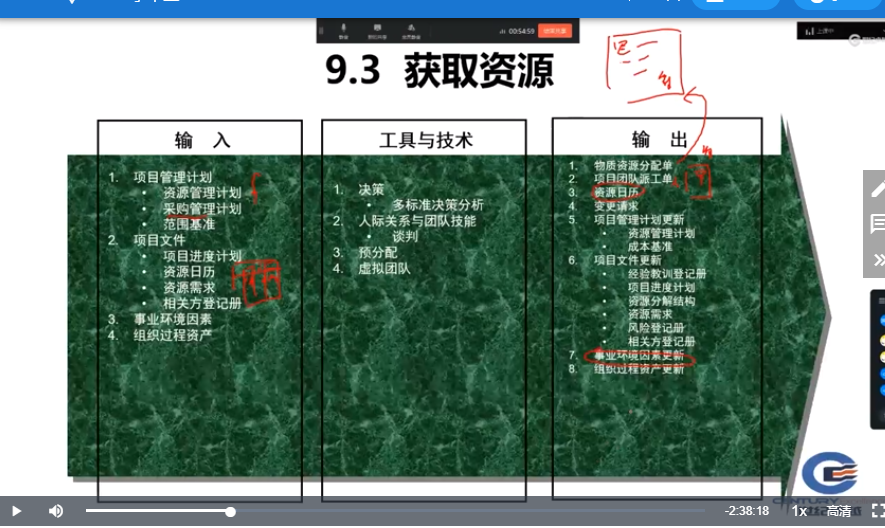 00:54:59
上课中
9.3 获取资源
输 入
1. 项目管理计划
• 资源管理计划
• 采购管理计划
• 范围基准
2. 项目文件
• 项目进度计划
• 资源日历
• 资源需求
• 相关方登记册
3. 事业环境因素
4. 组织过程资产
工具与技术
1. 决策
• 多标准决策分析
2. 人际关系与团队技能
• 谈判
3. 预分配
4. 虚拟团队
输 出
1. 物质资源分配单
2. 项目团队派工单
3. 资源日历
4. 变更请求
5. 项目管理计划更新
• 资源管理计划
• 成本基准
6. 项目文件更新
• 经验教训登记册
• 项目进度计划
• 资源分解结构
• 资源需求
• 风险登记册
• 相关方登记册
7. 事业环境因素更新
8. 组织过程资产更新
-2:38:18
1x
高清